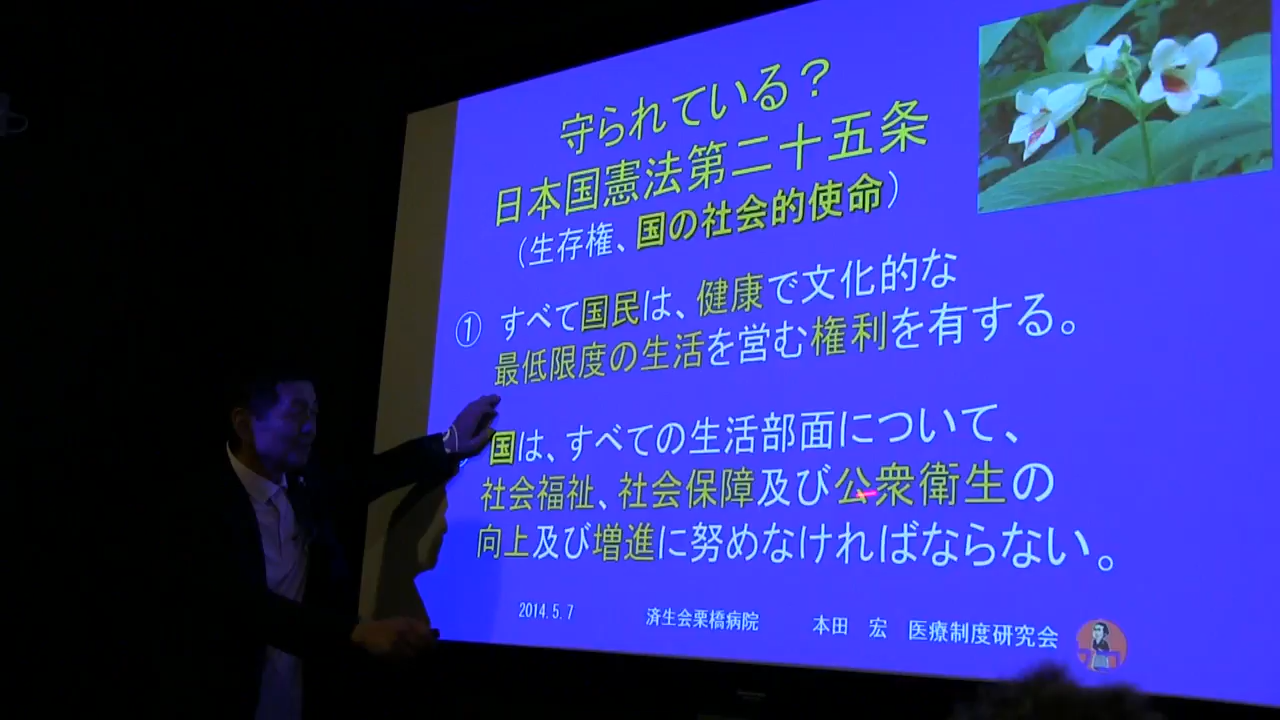 守られている？
日本国憲法第二十五条
（生存権、国の社会的使命）
① すべて国民は、健康で文化的な
最低限度の生活を営む権利を有する。
国は、すべての生活部面について、
社会福祉、社会保障及び公衆衛生の
向上及び増進に努めなければならない。
2014.5.7 済生会栗橋病院 本田 宏 医療制度研究会